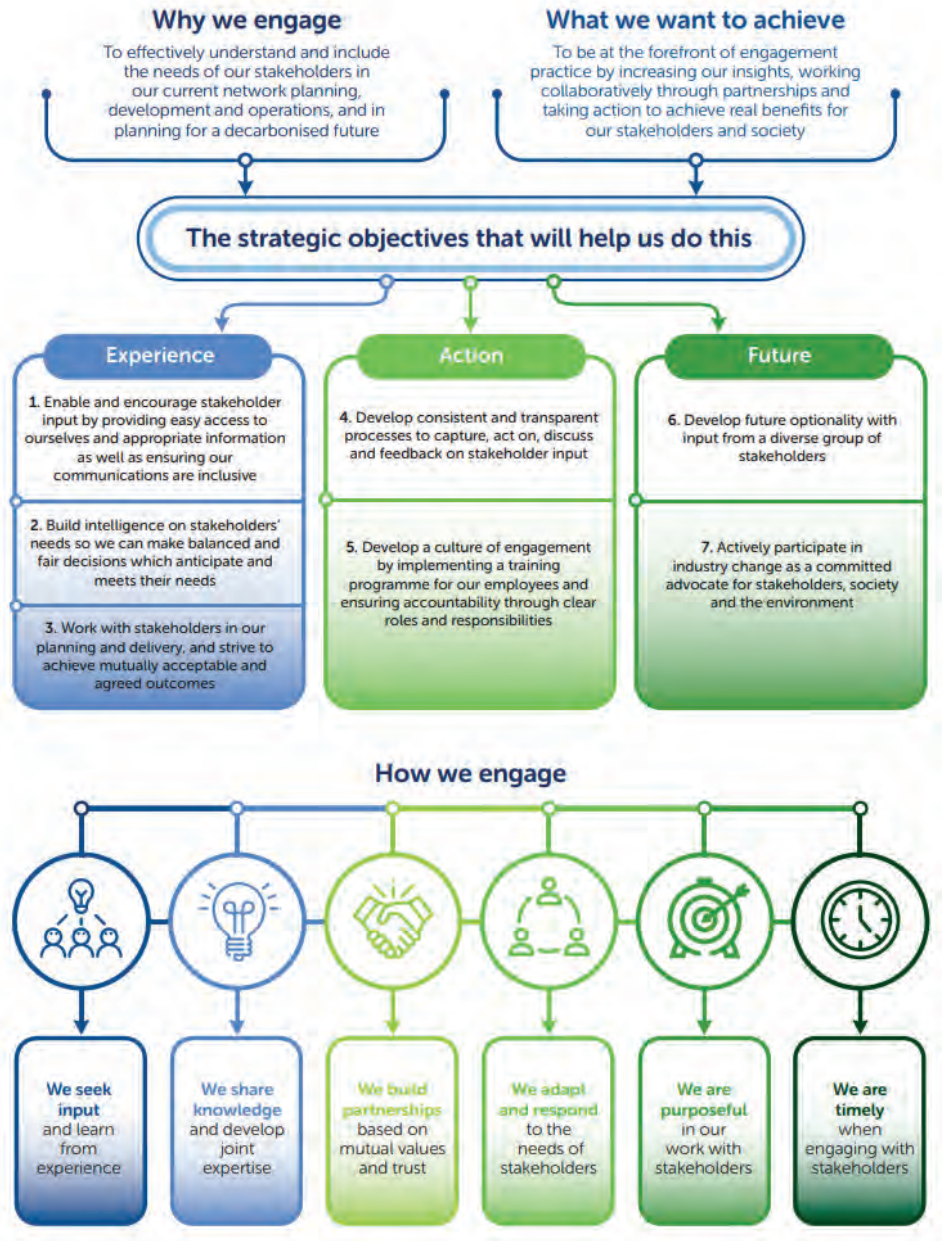 Why we engage
To effectively understand and include
the needs of our stakeholders in
our current network planning,
development and operations, and in
planning for a decarbonised future
What we want to achieve
To be at the forefront of engagement
practice by increasing our insights, working
collaboratively through partnerships and
taking action to achieve real benefits for
our stakeholders and society
The strategic objectives that will help us do this
Experience
1. Enable and encourage stakeholder
input by providing easy access to
ourselves and appropriate information
as well as ensuring our
communications are inclusive
2. Build intelligence on stakeholders'
needs so we can make balanced and
fair decisions which anticipate and
meets their needs
3. Work with stakeholders in our
planning and delivery, and strive to
achieve mutually acceptable and
agreed outcomes
Action
4. Develop consistent and transparent
processes to capture, act on, discuss
and feedback on stakeholder input
5. Develop a culture of engagement
by implementing a training
programme for our employees and
ensuring accountability through clear
roles and responsibilities
Future
6. Develop future optionality with
input from a diverse group of
stakeholders
7. Actively participate in
industry change as a committed
advocate for stakeholders, society
and the environment
How we engage
We seek
input
and learn
from
experience
We share
knowledge
and develop
joint
expertise
We build
partnerships
based on
mutual values
and trust
We adapt
and respond
to the
needs of
stakeholders
We are
purposeful
in our
work with
stakeholders
We are
timely
when
engaging with
stakeholders